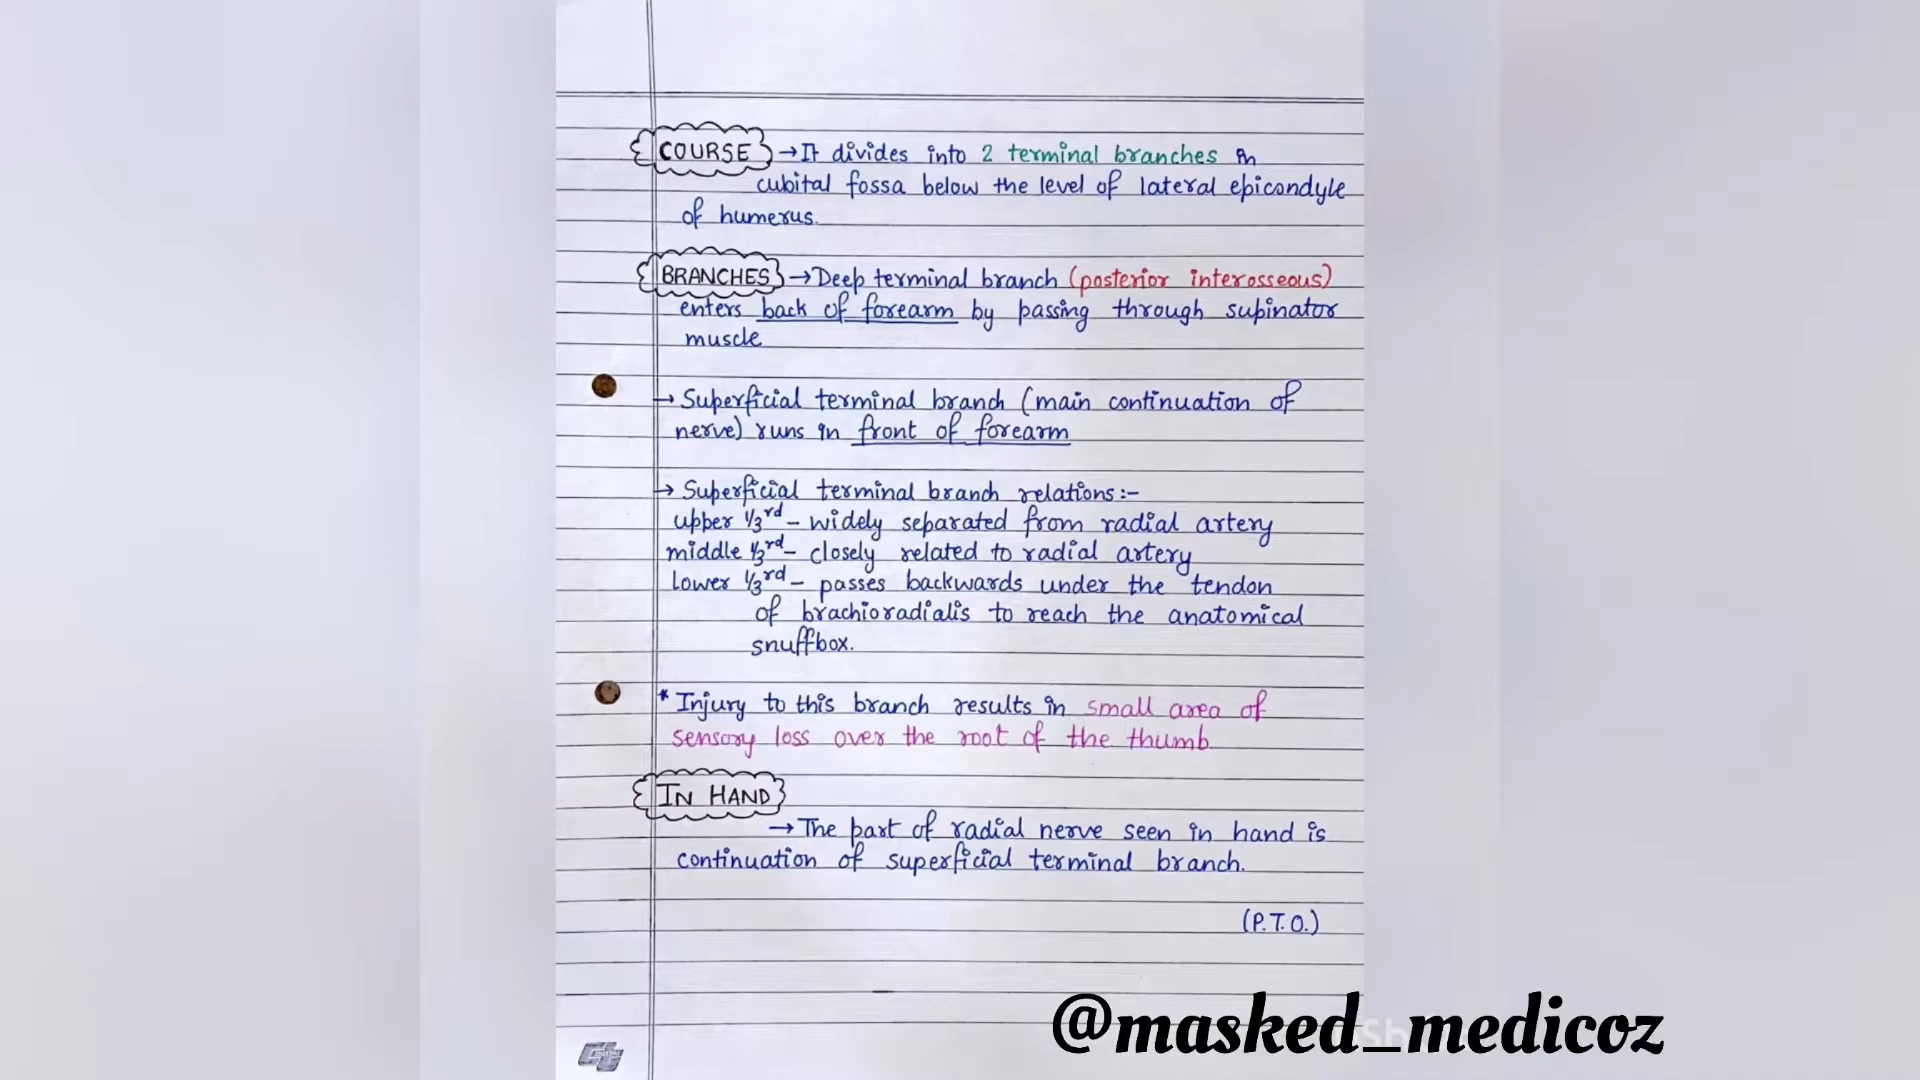 COURSE →It divides into 2 terminal branches in
cubital fossa below the level of lateral epicondyle
of humerus.
BRANCHES →Deep terminal branch (posterior interosseous)
enters back of forearm by passing through supinator
muscle
→ Superficial terminal branch (main continuation of
nerve) runs in front of forearm
→ Superficial terminal branch relations:-
upper 1/3rd - widely separated from radial artery
middle 1/3rd - closely related to radial artery
Lower 1/3rd - passes backwards under the tendon
of brachioradialis to reach the anatomical
snuffbox.
* Injury to this branch results in small area of
sensory loss over the root of the thumb
IN HAND
→ The part of radial nerve seen in hand is
continuation of superficial terminal branch.
(P.T.O.)
@masked_medicoz